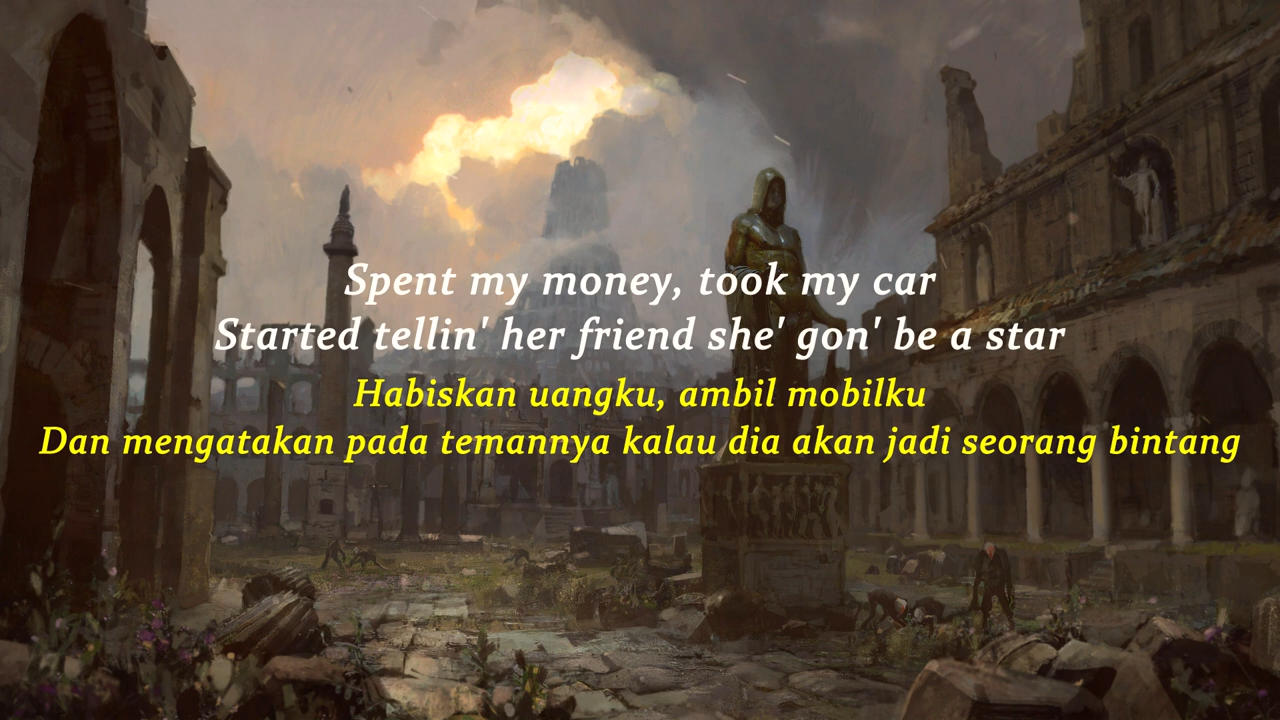 Spent my money, took my car
Started tellin' her friend she' gon' be a star
Habiskan uangku, ambil mobilku
Dan mengatakan pada temannya kalau dia akan jadi seorang bintang